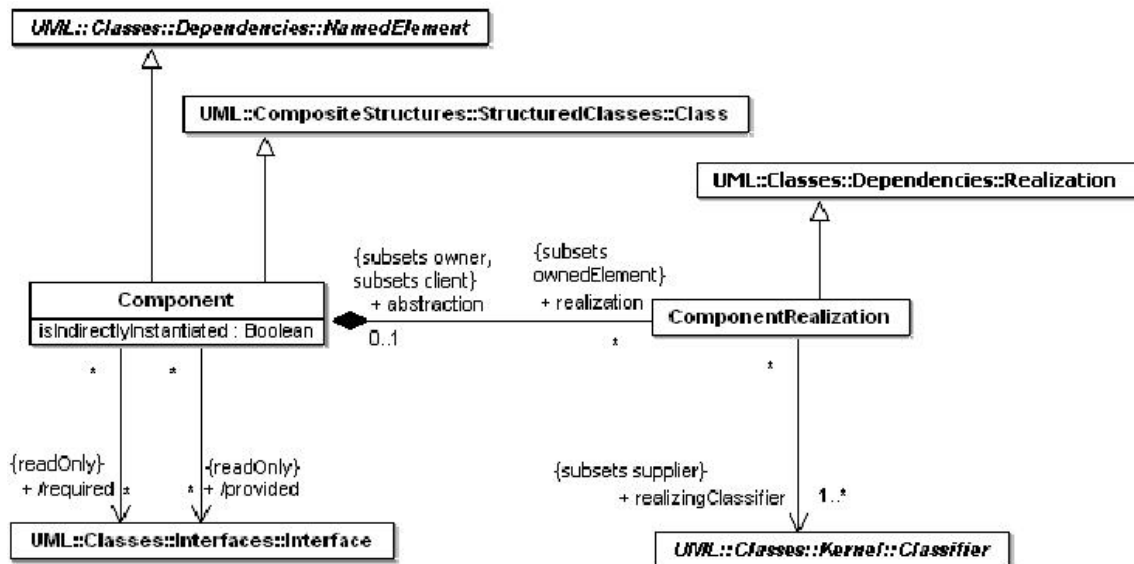 UML::Classes::Dependencies::NamedElement
UML::CompositeStructures::StructuredClasses::Class
UML::Classes::Dependencies::Realization
{subsets owner,
subsets client}
+ abstraction
{subsets
ownedElement}
+ realization
Component
isIndirectlyInstantiated : Boolean
0..1
*
ComponentRealization
*
*
*
{readOnly}
+ /required
*
{readOnly}
* + /provided
{subsets supplier}
+ realizingClassifier
1..*
UML::Classes::Interfaces::Interface
UML::Classes::Kernel::Classifier